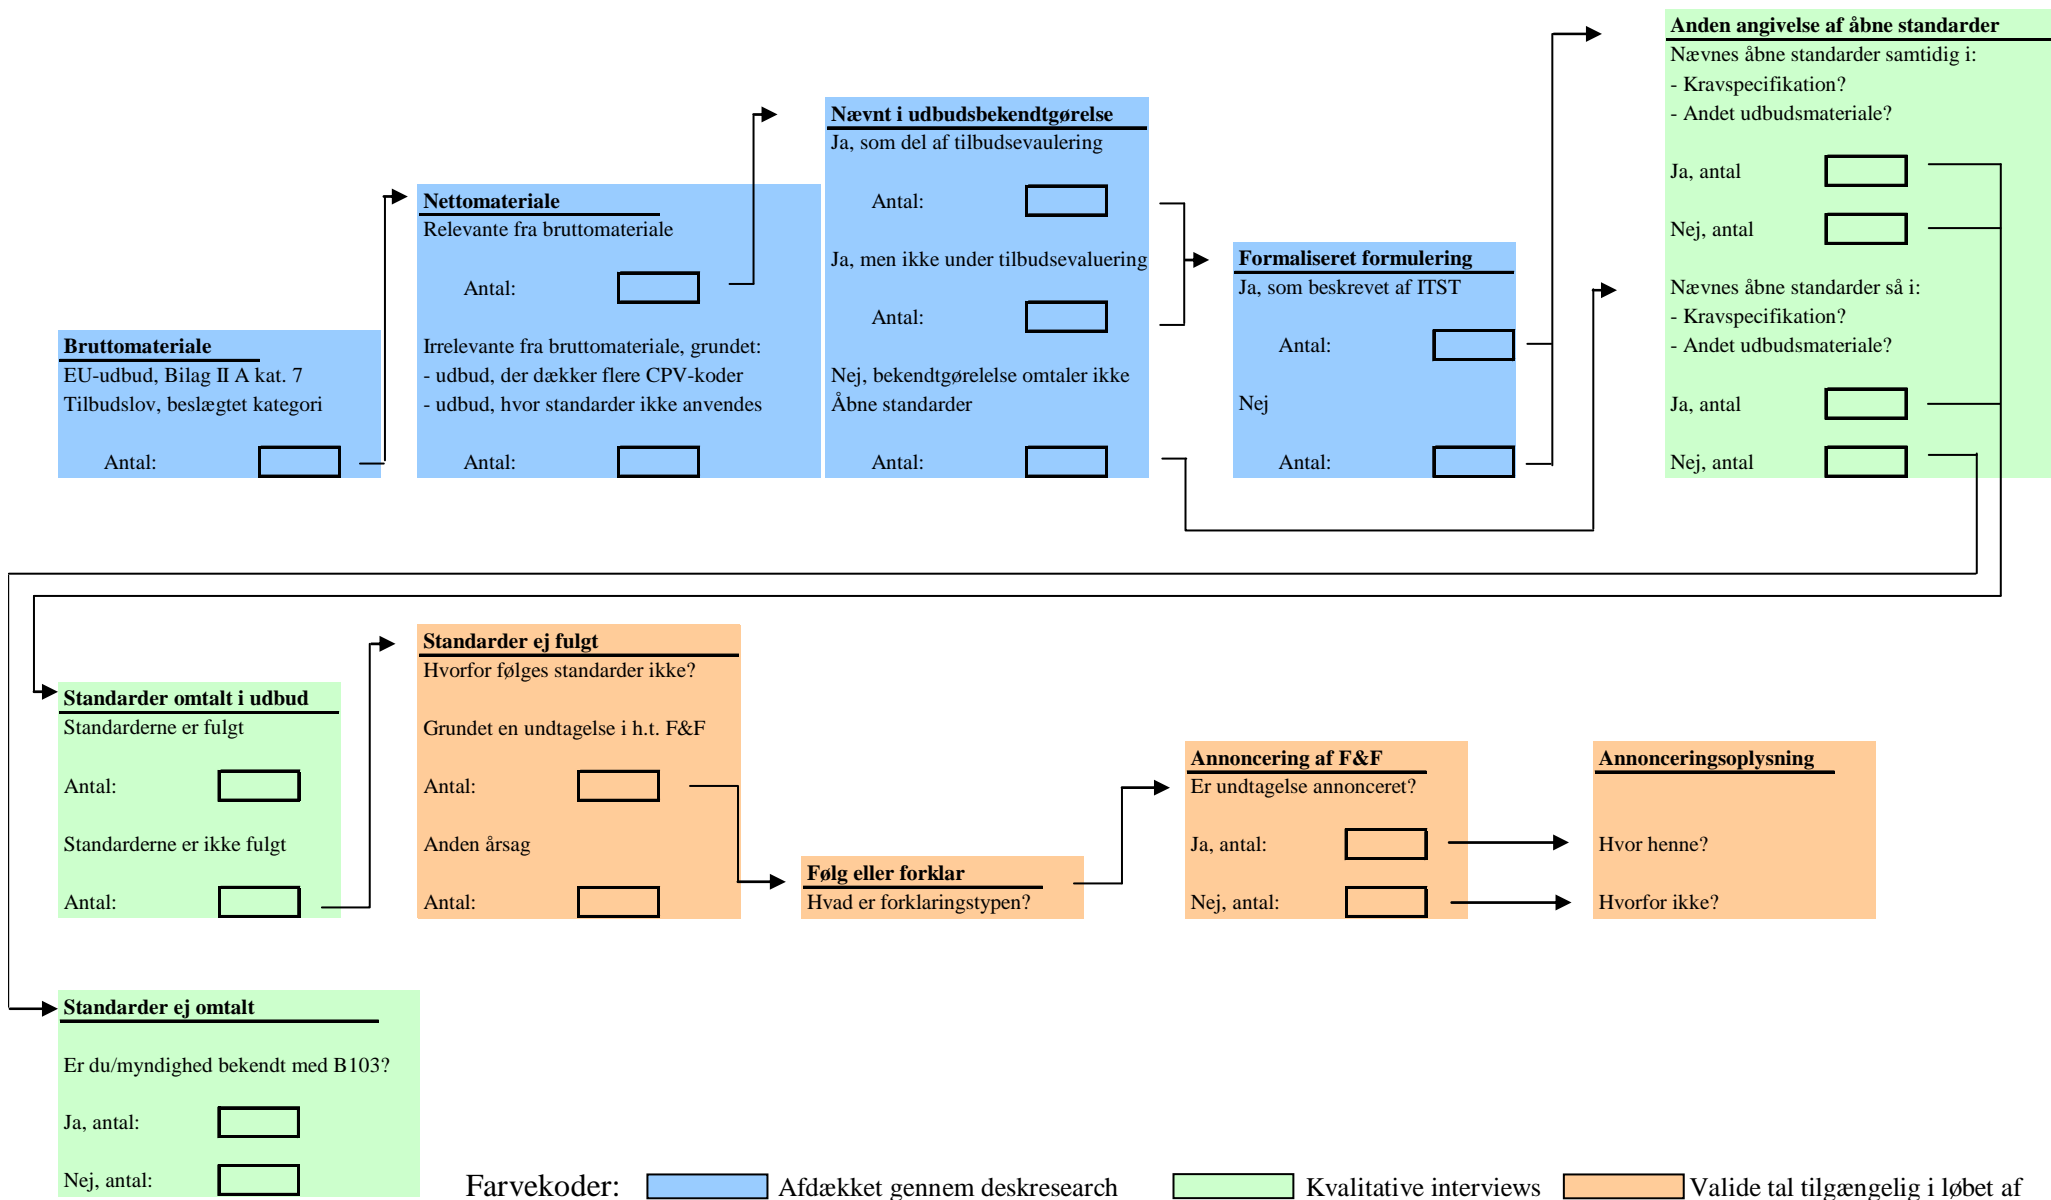 Bruttomateriale
EU-udbud, Bilag II A kat. 7
Tilbudslov, beslægtet kategori
Antal:
Nettomateriale
Relevante fra bruttomateriale
Antal:
Irrelevante fra bruttomateriale, grundet:
- udbud, der dækker flere CPV-koder
- udbud, hvor standarder ikke anvendes
Antal:
Nævnt i udbudsbekendtgørelse
Ja, som del af tilbudsevaulering
Antal:
Ja, men ikke under tilbudsevaluering
Antal:
Nej, bekendtgørelelse omtaler ikke
Åbne standarder
Antal:
Formaliseret formulering
Ja, som beskrevet af ITST
Antal:
Nej
Antal:
Anden angivelse af åbne standarder
Nævnes åbne standarder samtidig i:
- Kravspecifikation?
- Andet udbudsmateriale?
Ja, antal
Nej, antal
Nævnes åbne standarder så i:
- Kravspecifikation?
- Andet udbudsmateriale?
Ja, antal
Nej, antal
Standarder omtalt i udbud
Standarderne er fulgt
Antal:
Standarderne er ikke fulgt
Antal:
Standarder ej fulgt
Hvorfor følges standarder ikke?
Grundet en undtagelse i h.t. F&F
Antal:
Anden årsag
Antal:
Følg eller forklar
Hvad er forklaringstypen?
Annoncering af F&F
Er undtagelse annonceret?
Ja, antal:
Nej, antal:
Annonceringsoplysning
Hvor henne?
Hvorfor ikke?
Standarder ej omtalt
Er du/myndighed bekendt med B103?
Ja, antal:
Nej, antal:
Farvekoder:
Afdækket gennem deskresearch
Kvalitative interviews
Valide tal tilgængelig i løbet af